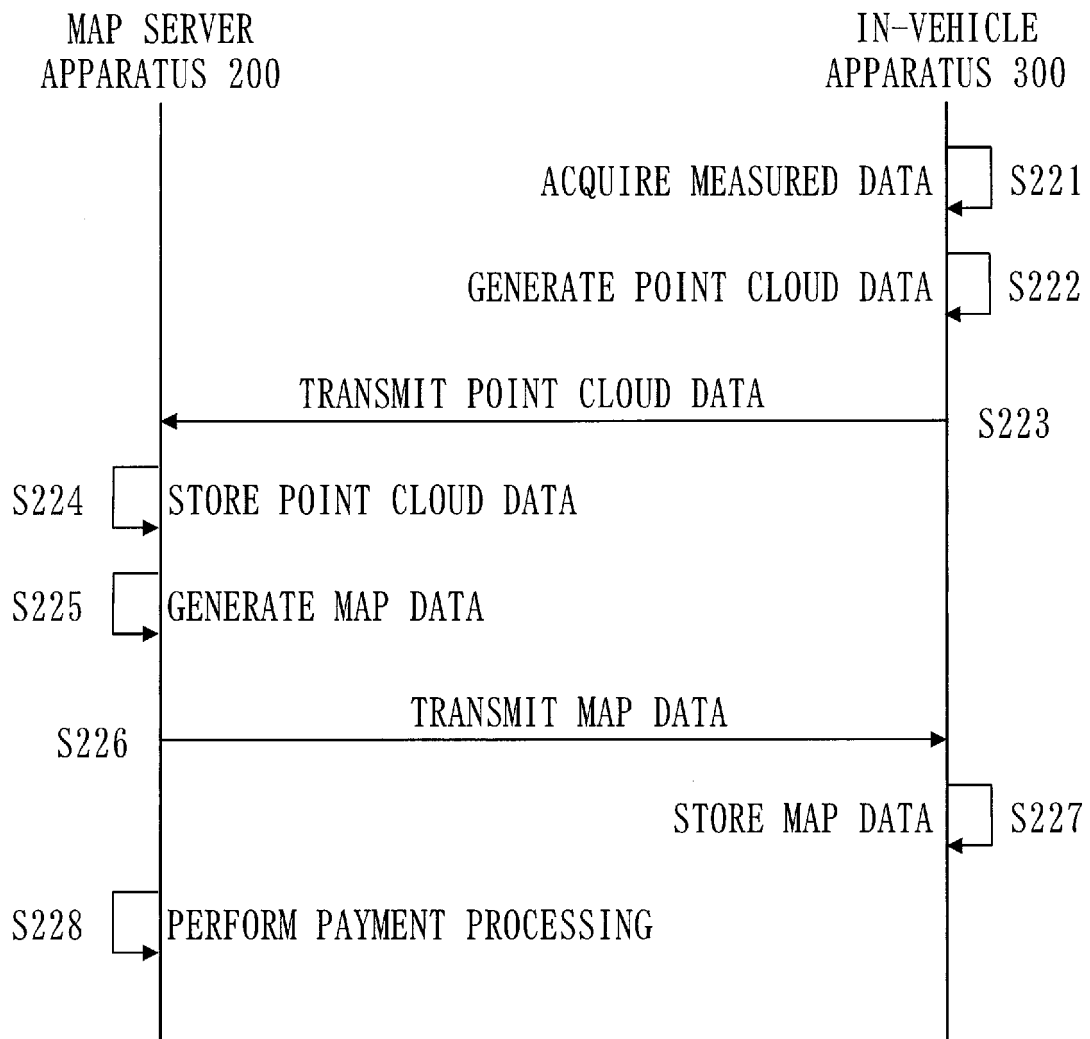 MAP SERVER
APPARATUS 200
IN-VEHICLE
APPARATUS 300
ACQUIRE MEASURED DATA S221
GENERATE POINT CLOUD DATA S222
TRANSMIT POINT CLOUD DATA
S223
S224 STORE POINT CLOUD DATA
S225 GENERATE MAP DATA
TRANSMIT MAP DATA
S226
STORE MAP DATA S227
S228 PERFORM PAYMENT PROCESSING